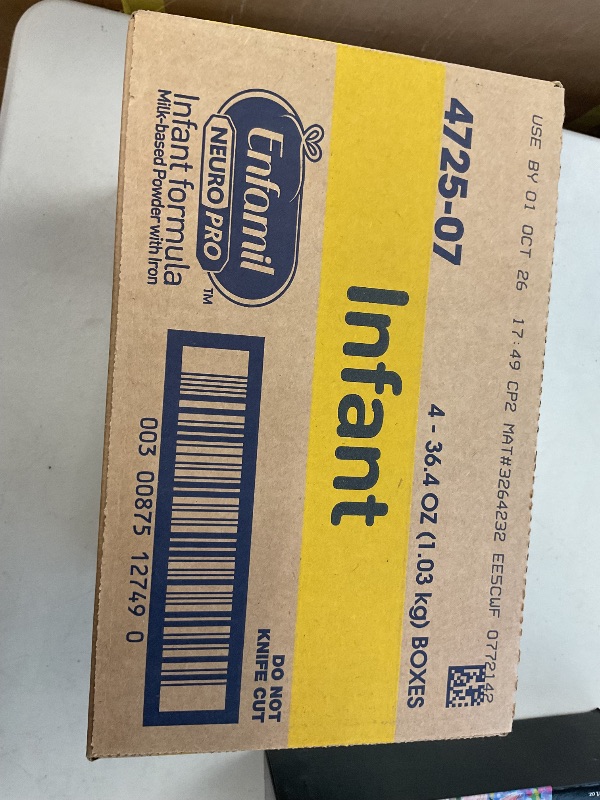 USE BY 01 OCT 26 17:49 CP2 MAT#3264232 EE5CWF 0772142
4725-07
4 - 36.4 OZ (1.03 kg) BOXES
Infant
Enfamil
NEURO PRO™
Infant formula
Milk-based Powder with Iron
DO NOT
KNIFE CUT
003 00875 12749 0